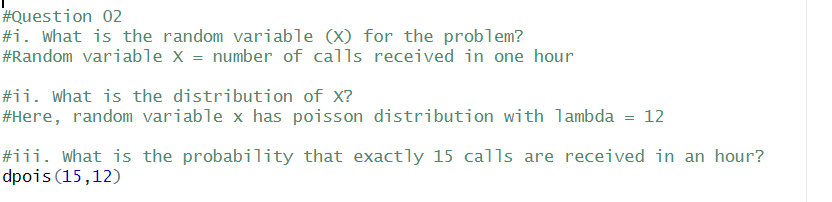 #Question 02
#i. What is the random variable (X) for the problem?
#Random variable X = number of calls received in one hour
#ii. What is the distribution of X?
#Here, random variable x has poisson distribution with lambda = 12
#iii. What is the probability that exactly 15 calls are received in an hour?
dpois(15,12)